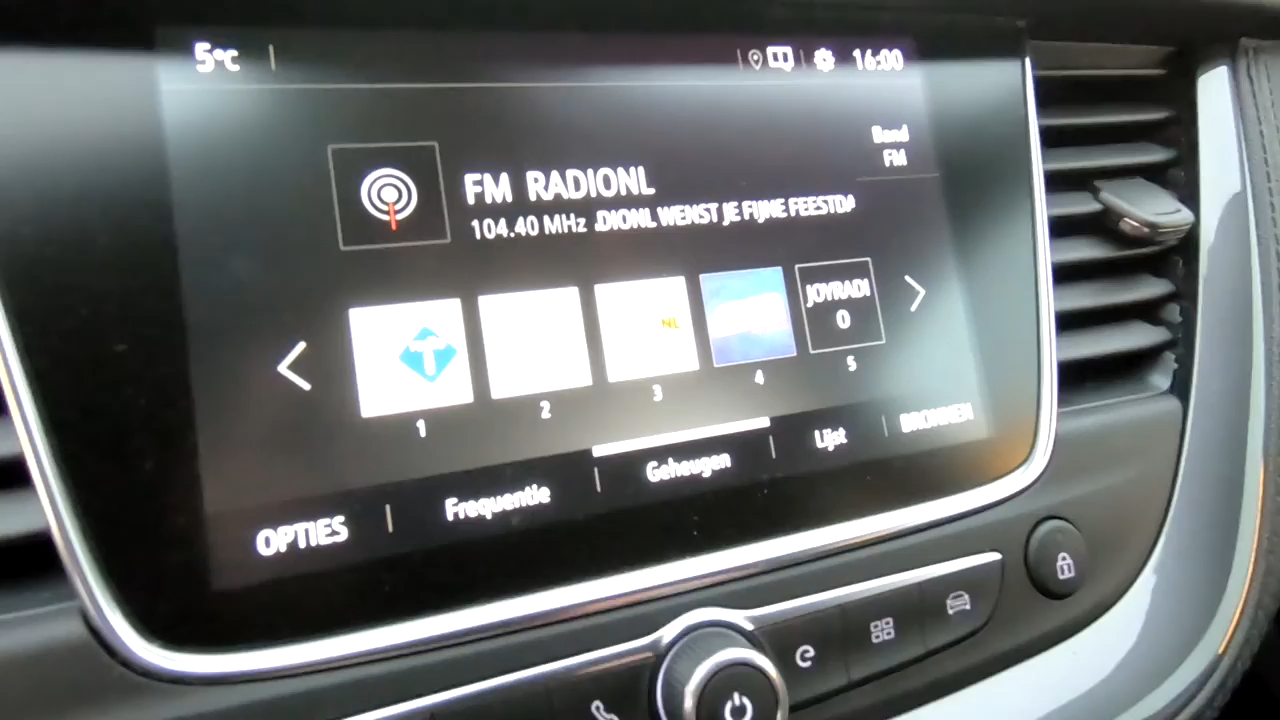 5°C
16:00
Band
FM
FM RADIONL
104.40 MHz .DIONL WENST JE FIJNE FEESTDA
NL
JOYRADI
0
1
2
3
4
5
OPTIES
Frequentie
Geheugen
Lijst
BRONNEN